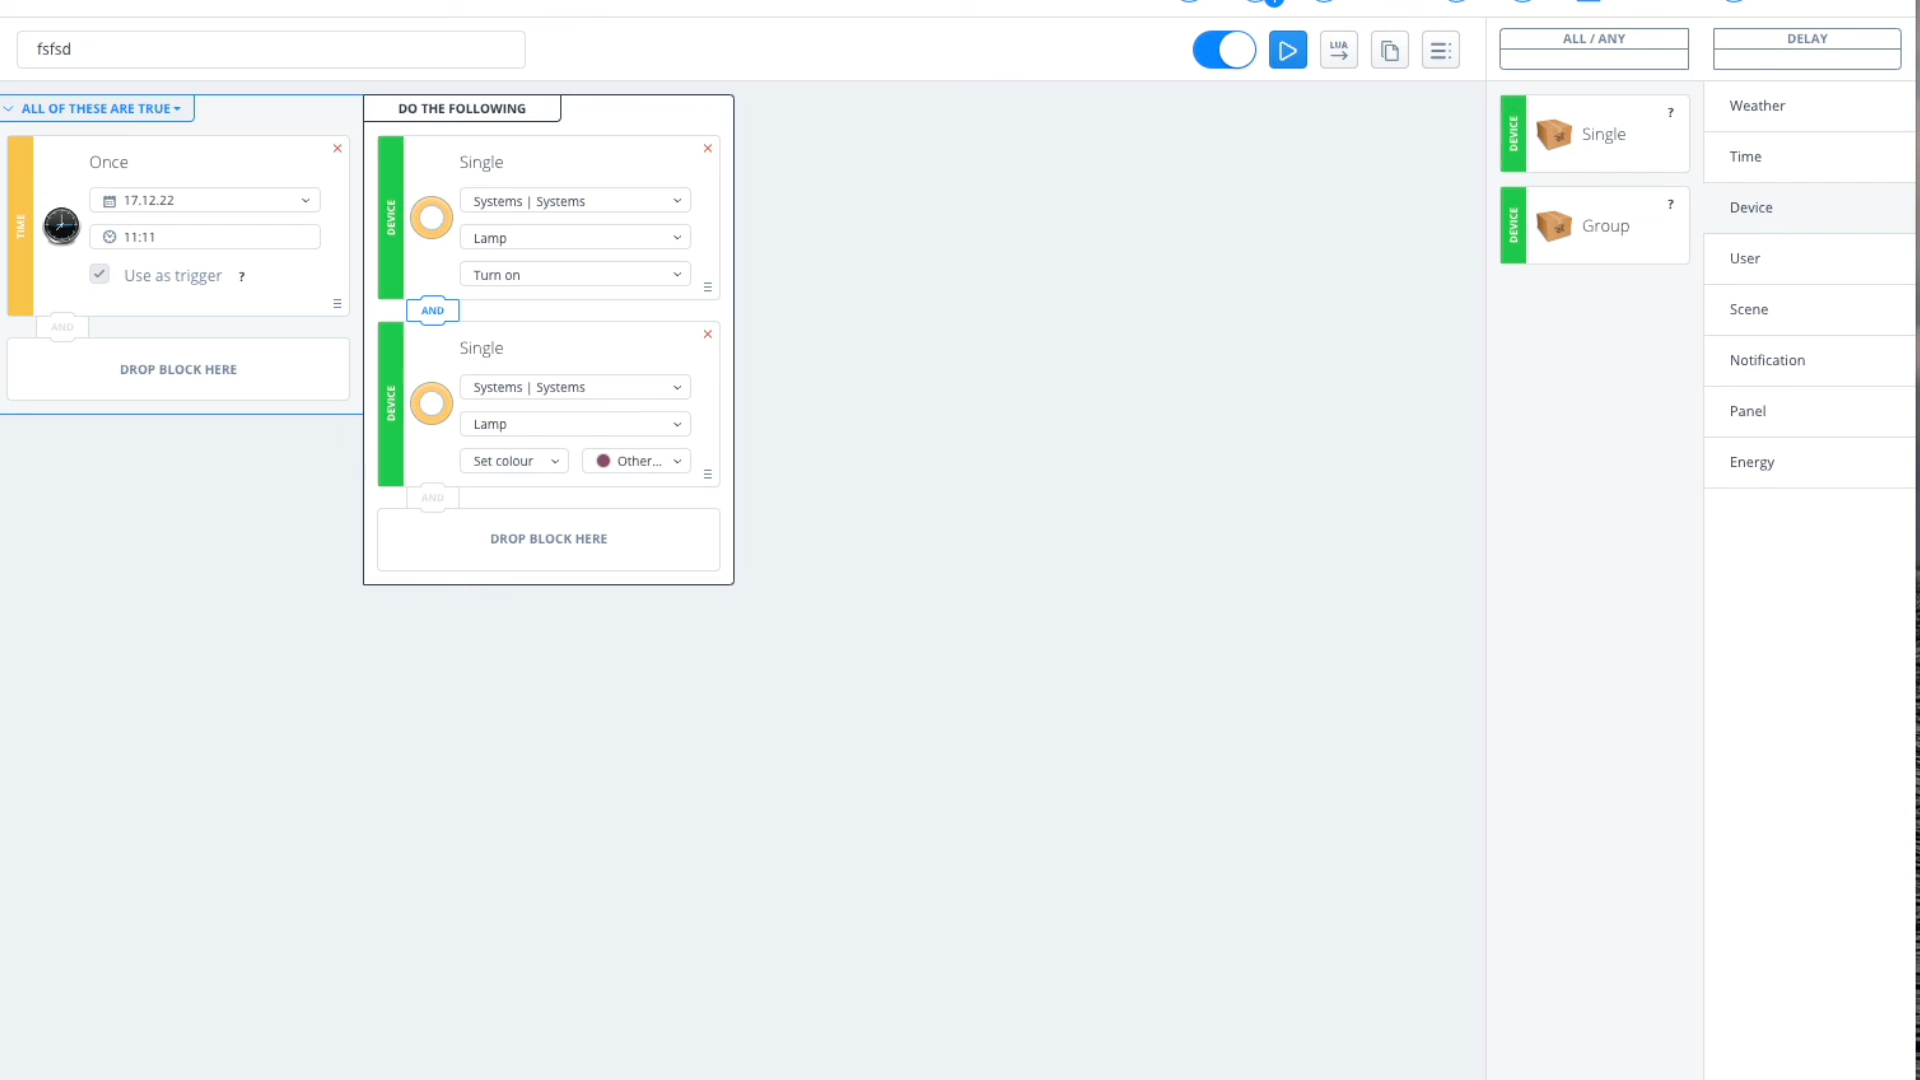 fsfsd
LUA
ALL / ANY
DELAY
ALL OF THESE ARE TRUE
TIME
Once
17.12.22
11:11
Use as trigger ?
AND
DROP BLOCK HERE
DO THE FOLLOWING
DEVICE
Single
Systems | Systems
Lamp
Turn on
AND
DEVICE
Single
Systems | Systems
Lamp
Set colour
Other...
AND
DROP BLOCK HERE
DEVICE
Single
?
DEVICE
Group
?
Weather
Time
Device
User
Scene
Notification
Panel
Energy